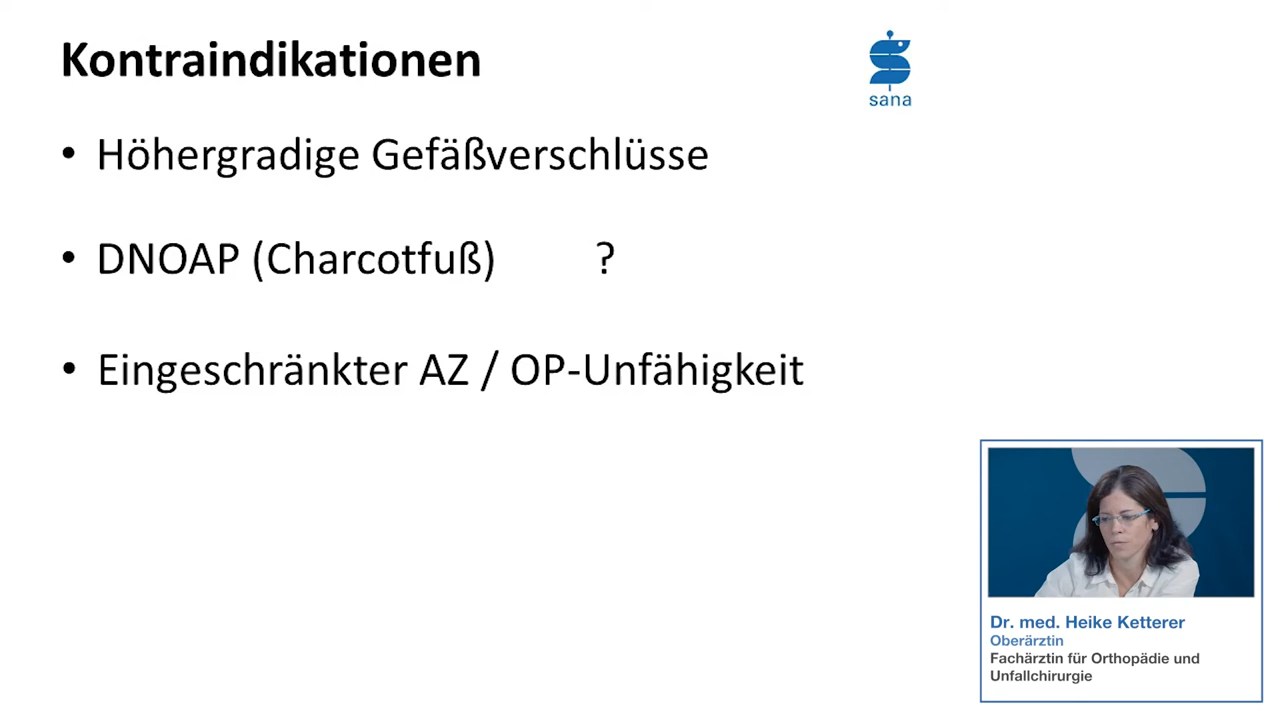 Kontraindikationen
sana
• Höhergradige Gefäßverschlüsse
• DNOAP (Charcotfuß) ?
• Eingeschränkter AZ / OP-Unfähigkeit
Dr. med. Heike Ketterer
Oberärztin
Fachärztin für Orthopädie und
Unfallchirurgie